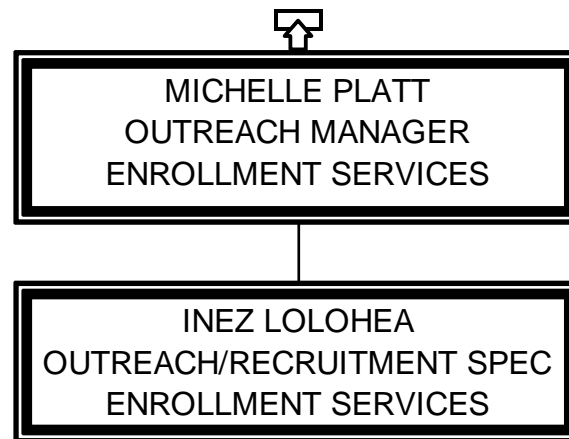 MICHELLE PLATT
OUTREACH MANAGER
ENROLLMENT SERVICES
INEZ LOLOHEA
OUTREACH/RECRUITMENT SPEC
ENROLLMENT SERVICES